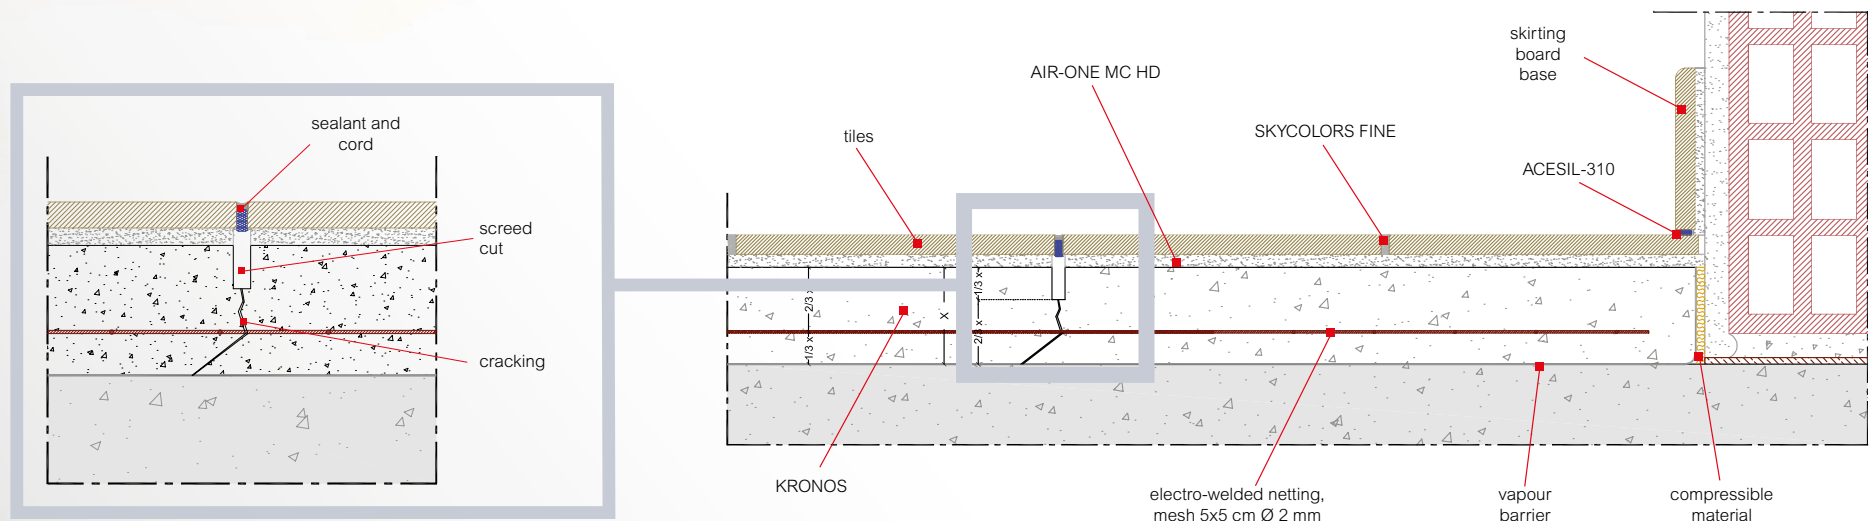 sealant and
cord
screed
cut
cracking
tiles
AIR-ONE MC HD
SKYCOLORS FINE
skirting
board
base
ACESIL-310
2/3 x
1/3 x
X
1/3 x
2/3 x
KRONOS
electro-welded netting,
mesh 5x5 cm Ø 2 mm
vapour
barrier
compressible
material